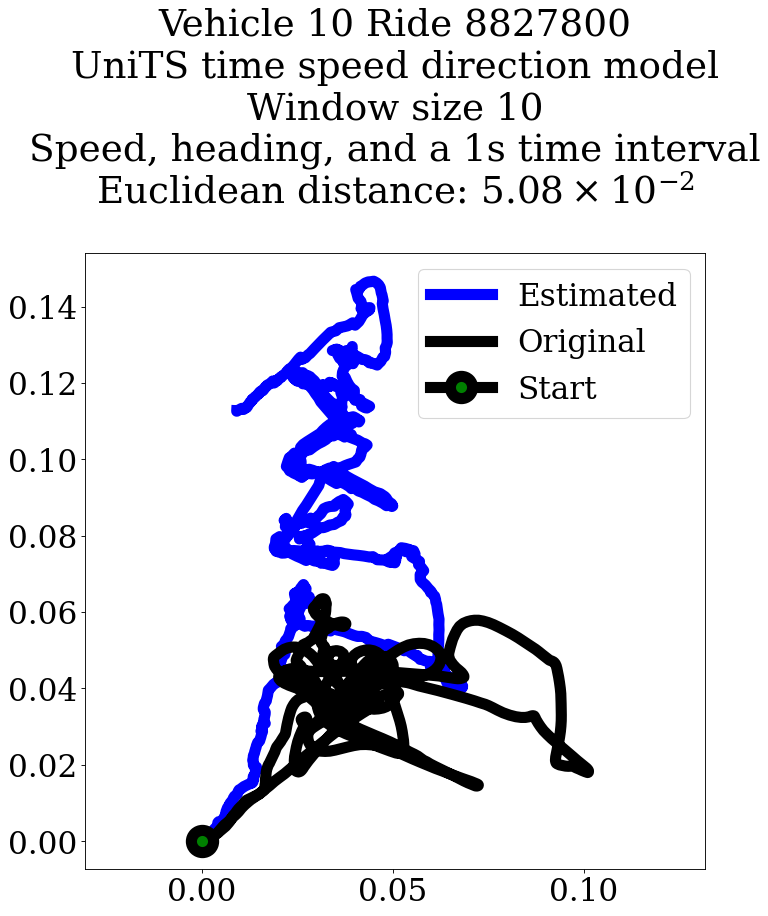 Vehicle 10 Ride 8827800
UniTS time speed direction model
Window size 10
Speed, heading, and a 1s time interval
Euclidean distance: 5.08 × 10⁻²
Estimated
Original
Start
0.14
0.12
0.10
0.08
0.06
0.04
0.02
0.00
0.00 0.05 0.10